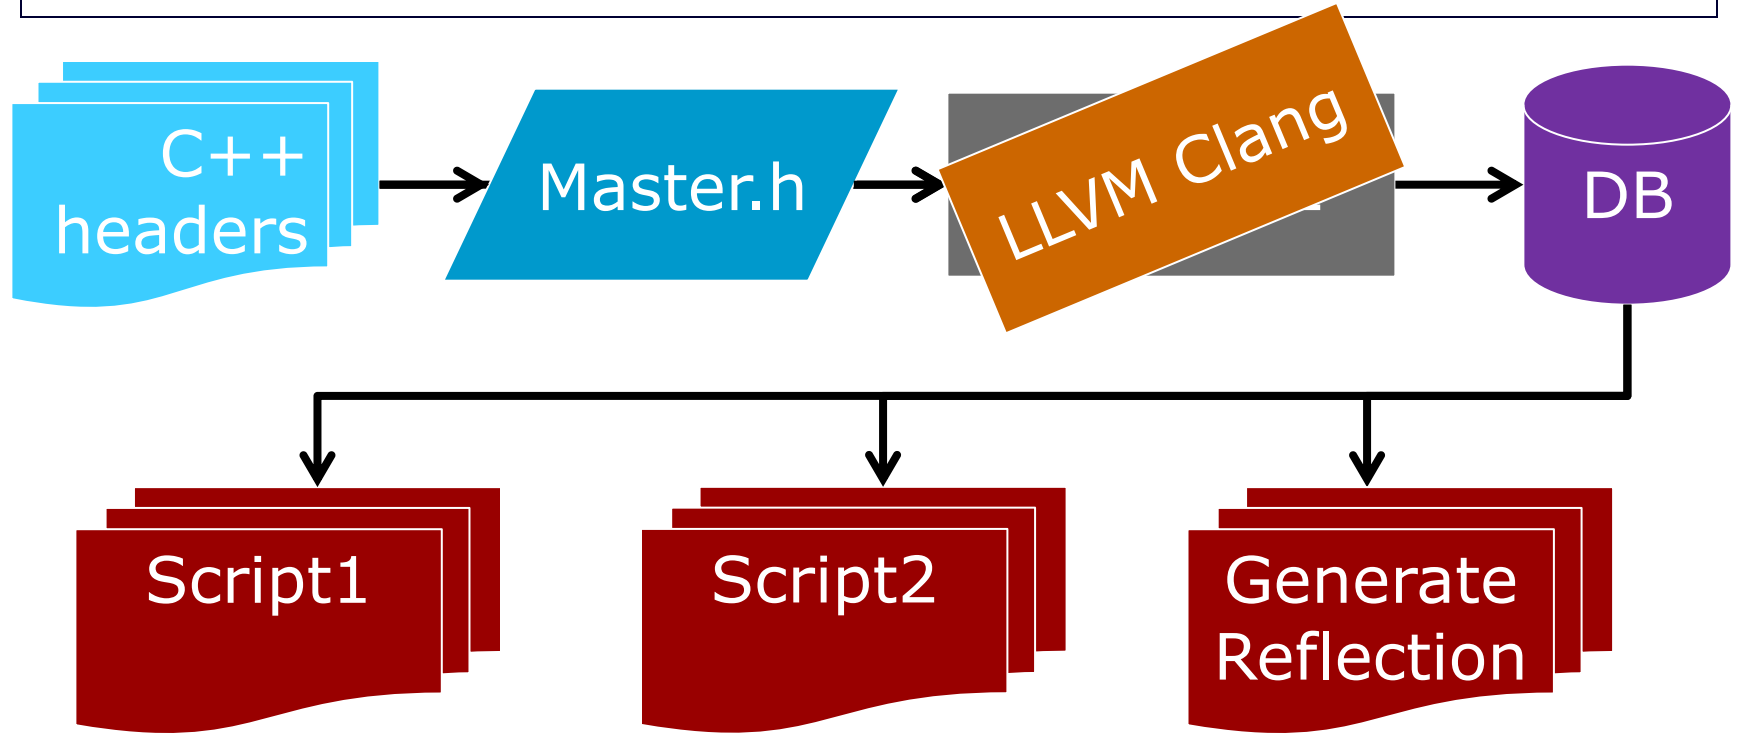 C++
headers
Master.h
LLVM Clang
DB
Script1
Script2
Generate
Reflection